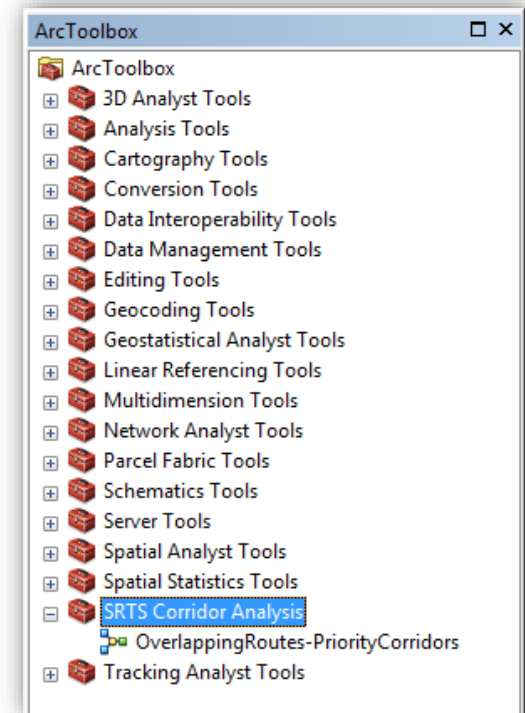 ArcToolbox
ArcToolbox
3D Analyst Tools
Analysis Tools
Cartography Tools
Conversion Tools
Data Interoperability Tools
Data Management Tools
Editing Tools
Geocoding Tools
Geostatistical Analyst Tools
Linear Referencing Tools
Multidimension Tools
Network Analyst Tools
Parcel Fabric Tools
Schematics Tools
Server Tools
Spatial Analyst Tools
Spatial Statistics Tools
SRTS Corridor Analysis
OverlappingRoutes-PriorityCorridors
Tracking Analyst Tools